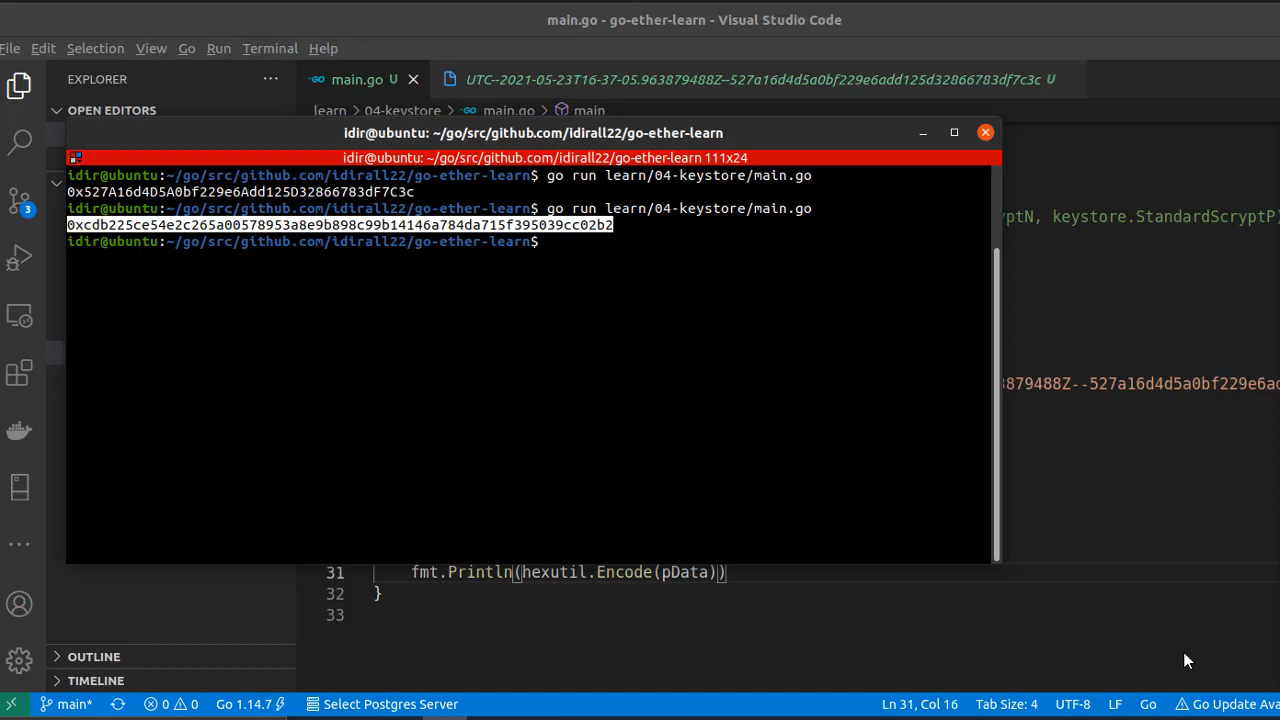 main.go - go-ether-learn - Visual Studio Code
File Edit Selection View Go Run Terminal Help
EXPLORER ... main.go U UTC--2021-05-23T16-37-05.963879488Z--527a16d4d5a0bf229e6add125d32866783df7c3c U
OPEN EDITORS learn > 04-keystore > main.go > main
idir@ubuntu: ~/go/src/github.com/idirall22/go-ether-learn
idir@ubuntu: ~/go/src/github.com/idirall22/go-ether-learn 111x24
idir@ubuntu:~/go/src/github.com/idirall22/go-ether-learn$ go run learn/04-keystore/main.go
0x527A16d4D5A0bf229e6Add125D32866783dF7C3c
idir@ubuntu:~/go/src/github.com/idirall22/go-ether-learn$ go run learn/04-keystore/main.go
ptN, keystore.StandardScryptP)
0xcdb225ce54e2c265a00578953a8e9b898c99b14146a784da715f395039cc02b2
idir@ubuntu:~/go/src/github.com/idirall22/go-ether-learn$
3
3879488Z--527a16d4d5a0bf229e6ad
31 fmt.Println(hexutil.Encode(pData))
32 }
33
OUTLINE
TIMELINE
main* 0 0 Go 1.14.7 Select Postgres Server Ln 31, Col 16 Tab Size: 4 UTF-8 LF Go Go Update Ava